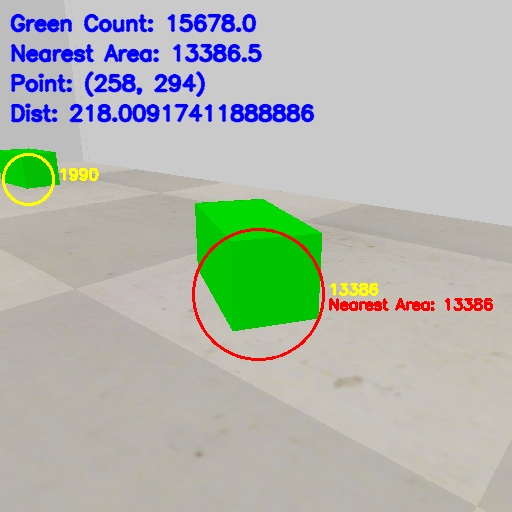 Green Count: 15678.0
Nearest Area: 13386.5
Point: (258, 294)
Dist: 218.00917411888886
1990
13386
Nearest Area: 13386